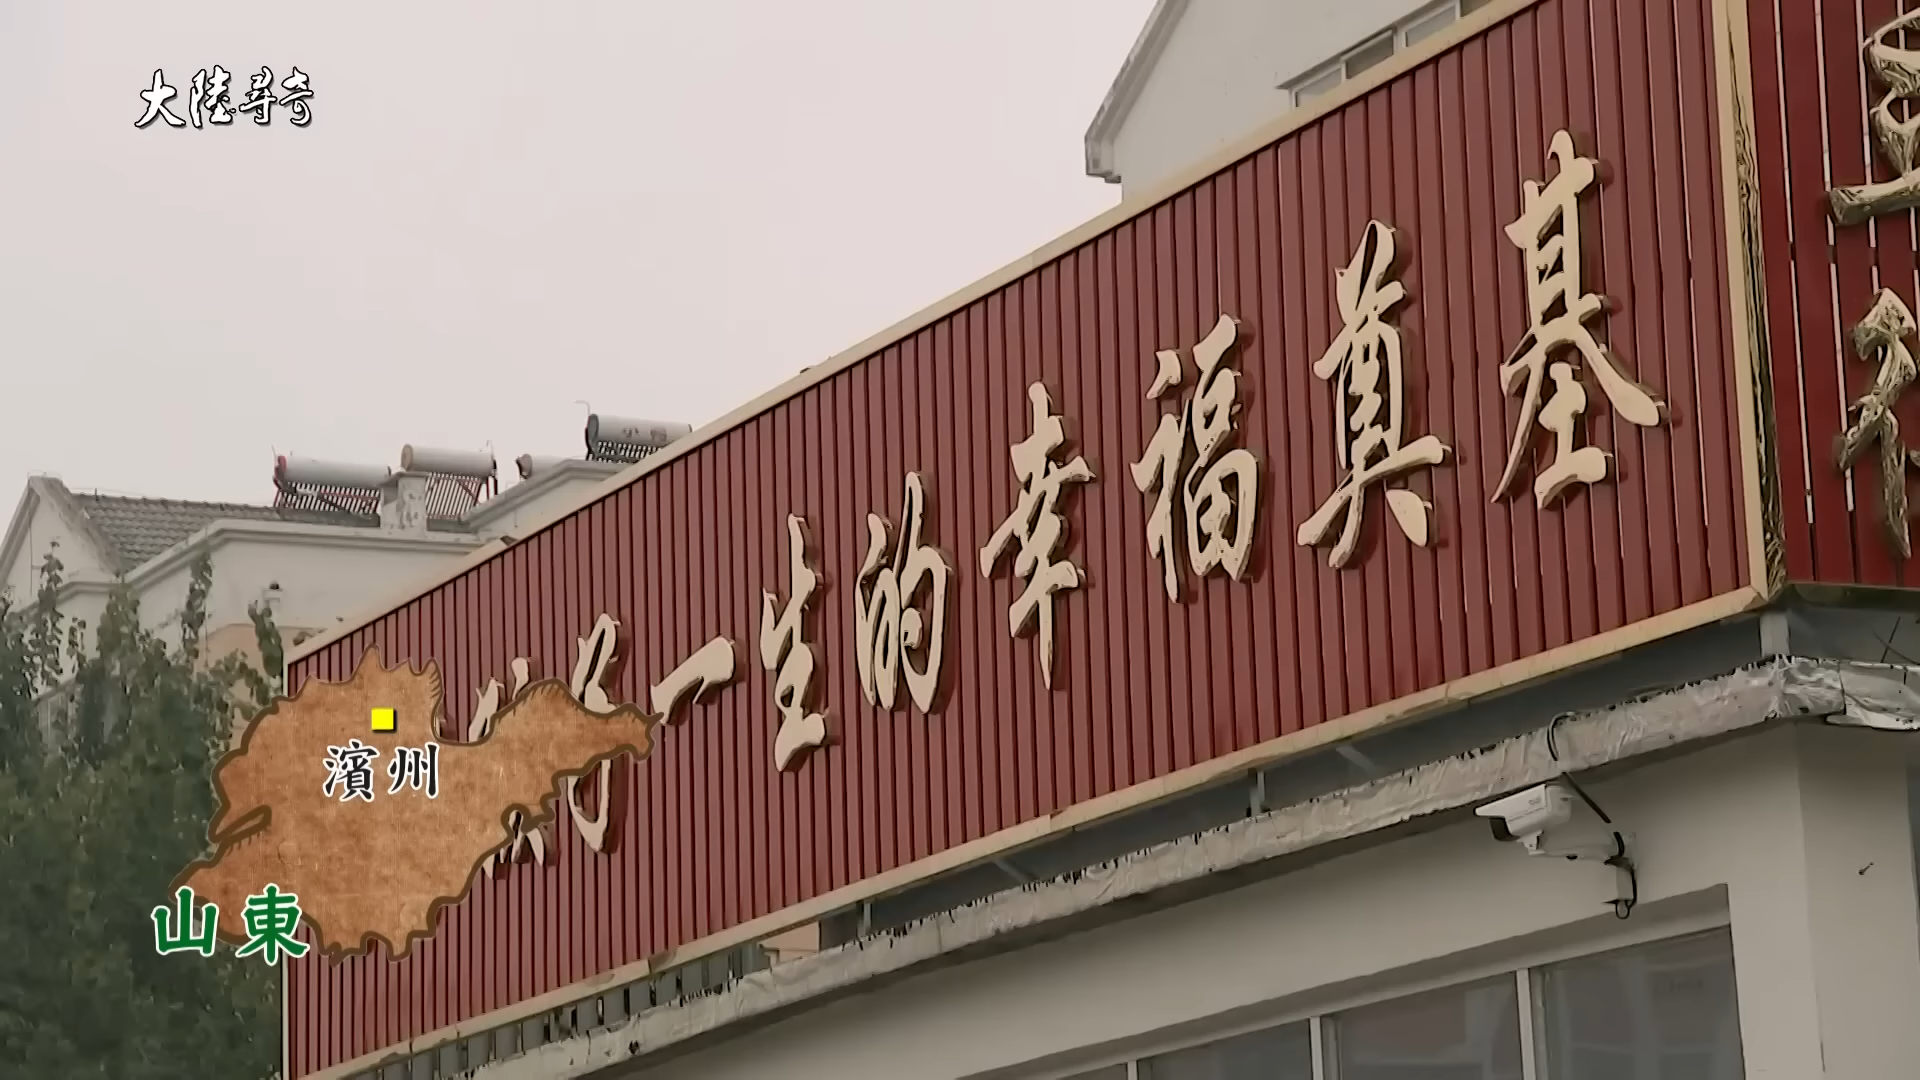 大陸尋奇
一生的幸福奠基
濱州
山東